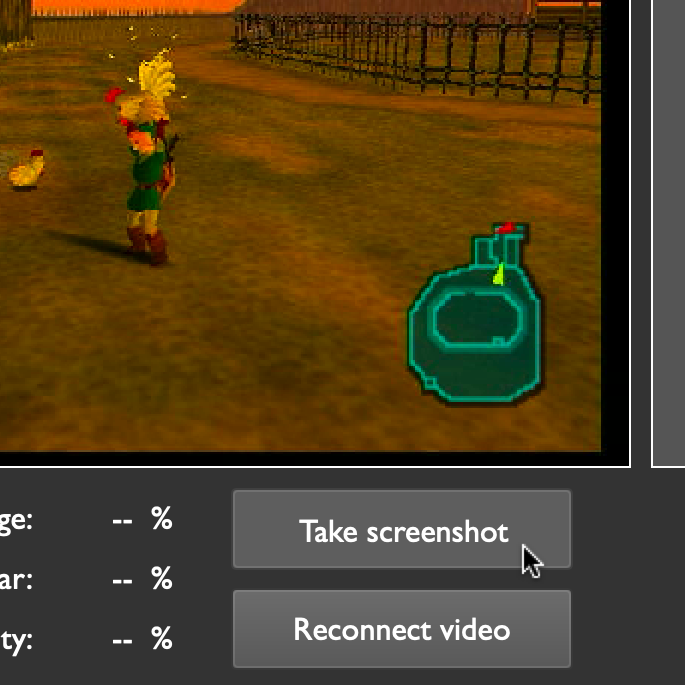 ge: -- % Take screenshot
ar: -- %
ty: -- % Reconnect video